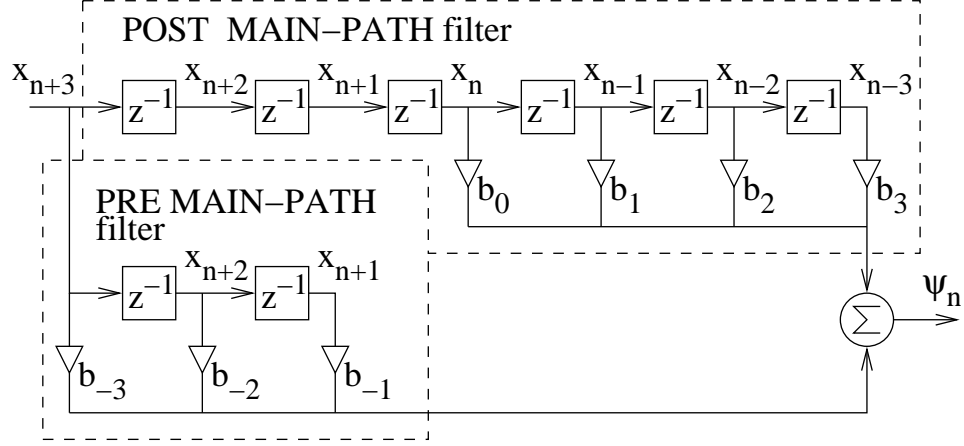 POST MAIN–PATH filter
x_{n+3} x_{n+2} x_{n+1} x_n x_{n−1} x_{n−2} x_{n−3}
z^{−1} z^{−1} z^{−1} z^{−1} z^{−1} z^{−1}
b_0 b_1 b_2 b_3
PRE MAIN–PATH
filter
x_{n+2} x_{n+1}
z^{−1} z^{−1}
Σ ψ_n
b_{−3} b_{−2} b_{−1}